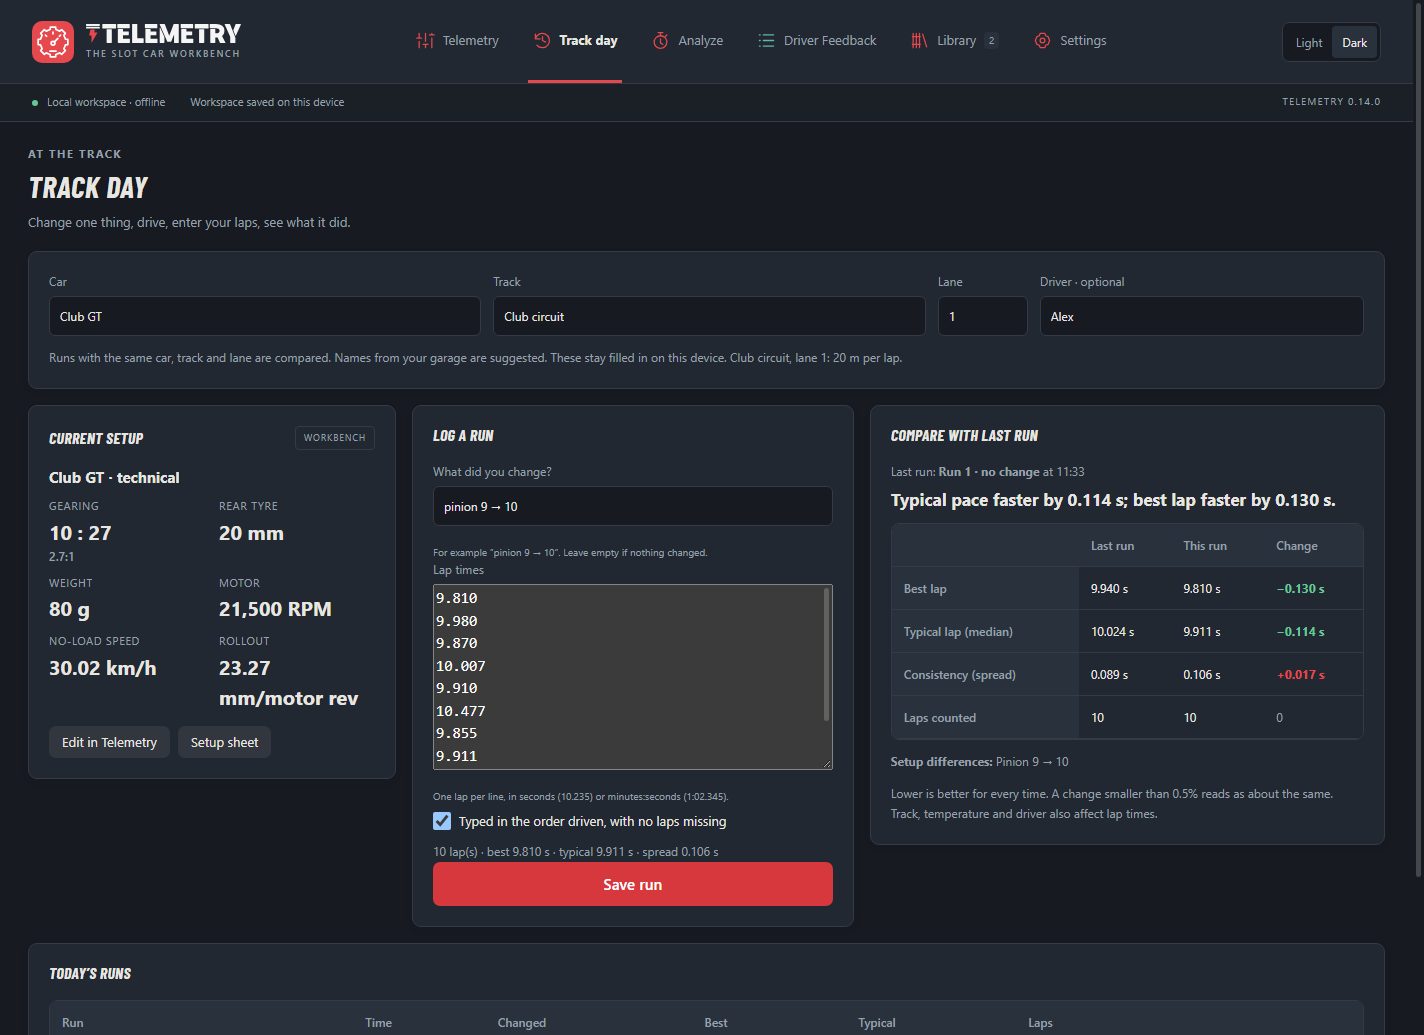 TELEMETRY
THE SLOT CAR WORKBENCH
Telemetry
Track day
Analyze
Driver Feedback
Library 2
Settings
Light
Dark
Local workspace · offline
Workspace saved on this device
TELEMETRY 0.14.0
AT THE TRACK
TRACK DAY
Change one thing, drive, enter your laps, see what it did.
Car
Track
Lane
Driver · optional
Club GT
Club circuit
1
Alex
Runs with the same car, track and lane are compared. Names from your garage are suggested. These stay filled in on this device. Club circuit, lane 1: 20 m per lap.
CURRENT SETUP
WORKBENCH
Club GT · technical
GEARING
REAR TYRE
10 : 27
20 mm
2.7:1
WEIGHT
MOTOR
80 g
21,500 RPM
NO-LOAD SPEED
ROLLOUT
30.02 km/h
23.27
mm/motor rev
Edit in Telemetry
Setup sheet
LOG A RUN
What did you change?
pinion 9 → 10
For example “pinion 9 → 10”. Leave empty if nothing changed.
Lap times
9.810
9.980
9.870
10.007
9.910
10.477
9.855
9.911
One lap per line, in seconds (10.235) or minutes:seconds (1:02.345).
Typed in the order driven, with no laps missing
10 lap(s) · best 9.810 s · typical 9.911 s · spread 0.106 s
Save run
COMPARE WITH LAST RUN
Last run: Run 1 · no change at 11:33
Typical pace faster by 0.114 s; best lap faster by 0.130 s.
Last run This run Change
Best lap 9.940 s 9.810 s −0.130 s
Typical lap (median) 10.024 s 9.911 s −0.114 s
Consistency (spread) 0.089 s 0.106 s +0.017 s
Laps counted 10 10 0
Setup differences: Pinion 9 → 10
Lower is better for every time. A change smaller than 0.5% reads as about the same.
Track, temperature and driver also affect lap times.
TODAY’S RUNS
Run Time Changed Best Typical Laps